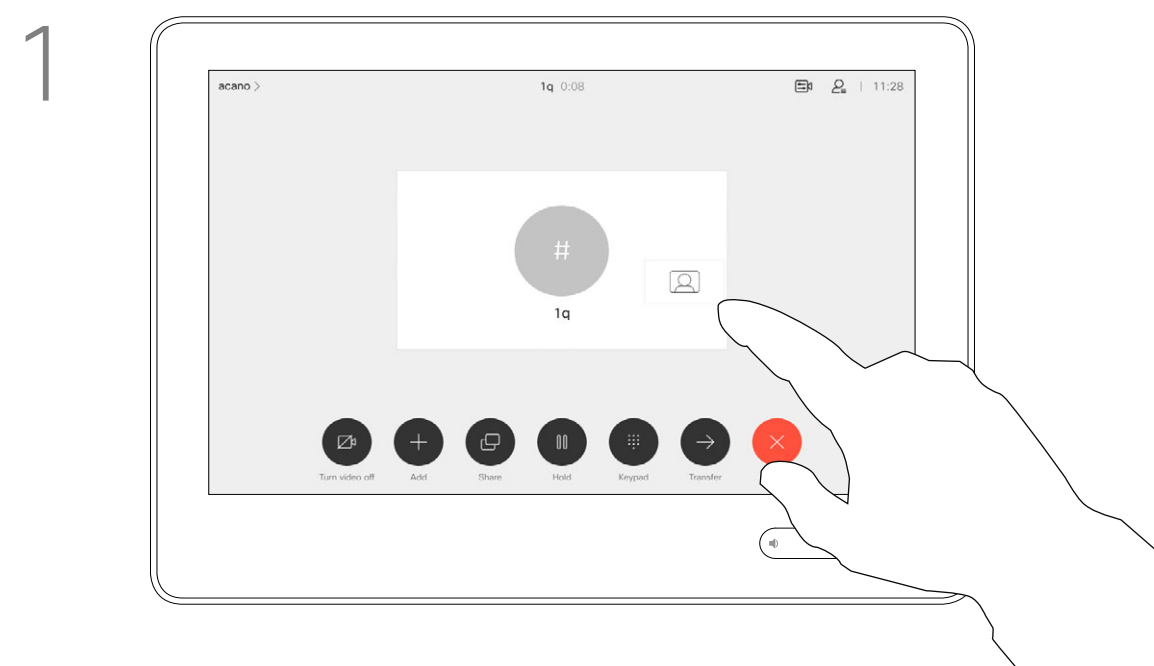 1
acano > 1q 0:08 | 11:28
#
1q
Turn video off Add Share Hold Keypad Transfer